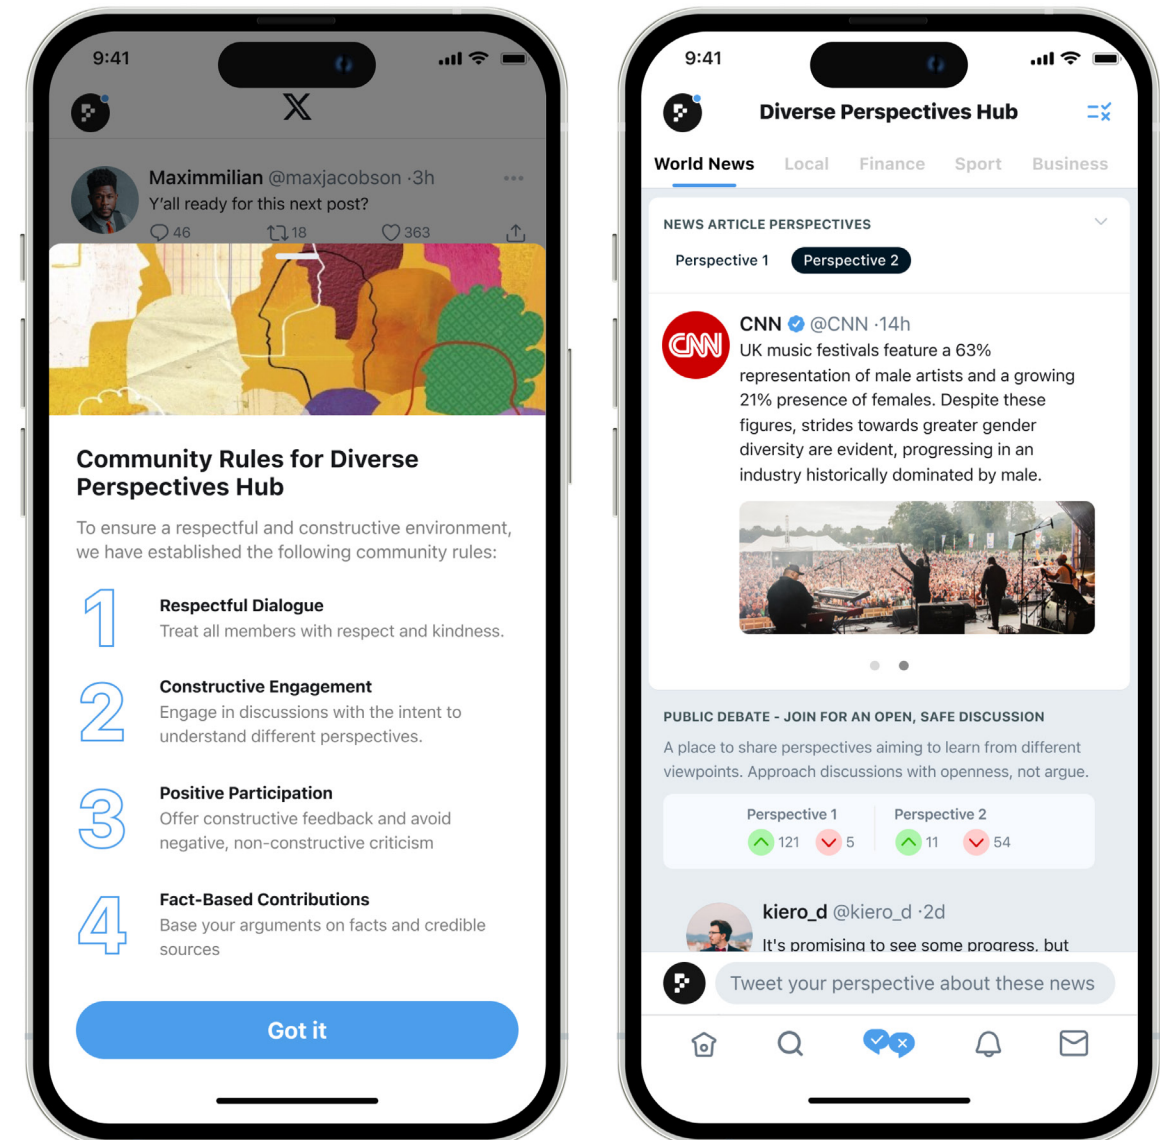 9:41
X
Maximmilian @maxjacobson ·3h
Y'all ready for this next post?
46 18 363
Community Rules for Diverse
Perspectives Hub
To ensure a respectful and constructive environment,
we have established the following community rules:
1
Respectful Dialogue
Treat all members with respect and kindness.
2
Constructive Engagement
Engage in discussions with the intent to
understand different perspectives.
3
Positive Participation
Offer constructive feedback and avoid
negative, non-constructive criticism
4
Fact-Based Contributions
Base your arguments on facts and credible
sources
Got it
9:41
Diverse Perspectives Hub
World News Local Finance Sport Business
NEWS ARTICLE PERSPECTIVES
Perspective 1 Perspective 2
CNN
CNN @CNN ·14h
UK music festivals feature a 63%
representation of male artists and a growing
21% presence of females. Despite these
figures, strides towards greater gender
diversity are evident, progressing in an
industry historically dominated by male.
PUBLIC DEBATE - JOIN FOR AN OPEN, SAFE DISCUSSION
A place to share perspectives aiming to learn from different
viewpoints. Approach discussions with openness, not argue.
Perspective 1 Perspective 2
121 5 11 54
kiero_d @kiero_d ·2d
It's promising to see some progress, but
Tweet your perspective about these news